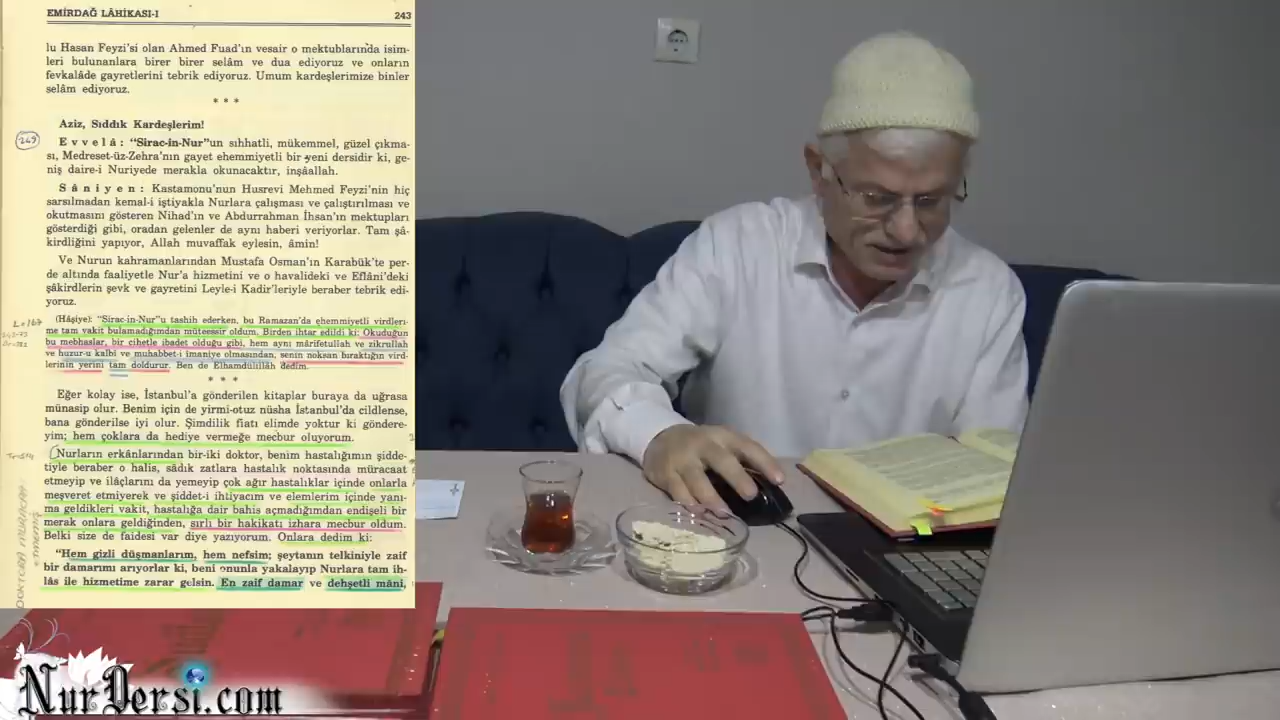 EMİRDAĞ LÂHİKASI-I 243
lu Hasan Feyzi'si olan Ahmed Fuad'ın vesair o mektublarında isim-
leri bulunanlara birer birer selâm ve dua ediyoruz ve onların
fevkalâde gayretlerini tebrik ediyoruz. Umum kardeşlerimize binler
selâm ediyoruz.
* * *
Aziz, Sıddık Kardeşlerim!
249
Evvelâ: "Sirac-in-Nur"un sıhhatli, mükemmel, güzel çıkma-
sı, Medreset-üz-Zehra'nın gayet ehemmiyetli bir yeni dersidir ki, ge-
niş daire-i Nuriyede merakla okunacaktır, inşâallah.
Sâniyen: Kastamonu'nun Husrevi Mehmed Feyzi'nin hiç
sarsılmadan kemal-i iştiyakla Nurlara çalışması ve çalıştırılması ve
okutmasını gösteren Nihad'ın ve Abdurrahman İhsan'ın mektupları
gösterdiği gibi, oradan gelenler de aynı haberi veriyorlar. Tam şâ-
kirdliğini yapıyor, Allah muvaffak eylesin, âmin!
Ve Nurun kahramanlarından Mustafa Osman'ın Karabük'te per-
de altında faaliyetle Nur'a hizmetini ve o havalideki ve Eflâni'deki
şâkirdlerin şevk ve gayretini Leyle-i Kadir'leriyle beraber tebrik edi-
yoruz.
(Hâşiye): "Sirac-in-Nur"u tashih ederken, bu Ramazan'da ehemmiyetli virdleri-
me tam vakit bulamadığımdan müteessir oldum. Birden ihtar edildi ki: Okuduğun
bu mebhaslar, bir cihetle ibadet olduğu gibi, hem aynı mârifetullah ve zikrullah
ve huzur-u kalbî ve muhabbet-i imaniye olmasından, senin noksan bıraktığın vird-
lerinin yerini tam doldurur. Ben de Elhamdülillâh dedim.
* * *
Eğer kolay ise, İstanbul'a gönderilen kitaplar buraya da uğrasa
münasip olur. Benim için de yirmi-otuz nüsha İstanbul'da cildlense,
bana gönderilse iyi olur. Şimdilik fiatı elimde yoktur ki göndere-
yim; hem çoklara da hediye vermeğe mecbur oluyorum.
Nurların erkânlarından bir-iki doktor, benim hastalığımın şidde-
tiyle beraber o halis, sâdık zatlara hastalık noktasında müracaat
etmeyip ve ilâçlarını da yemeyip çok ağır hastalıklar içinde onlarla
meşveret etmiyerek ve şiddet-i ihtiyacım ve elemlerim içinde yanı-
ma geldikleri vakit, hastalığa dair bahis açmadığımdan endişeli bir
merak onlara geldiğinden, sırlı bir hakikati izhara mecbur oldum.
Belki size de faidesi var diye yazıyorum. Onlara dedim ki:
"Hem gizli düşmanlarım, hem nefsim; şeytanın telkiniyle zaif
bir damarımı arıyorlar ki, beni onunla yakalayıp Nurlara tam ih-
lâs ile hizmetime zarar gelsin. En zaif damar ve dehşetli mâni,
DOKTORA MÜRACAAT
NurDersi.com